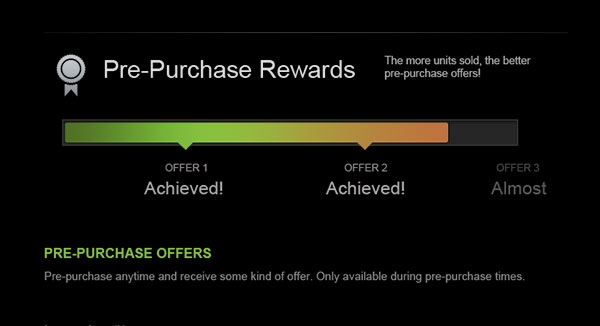 Pre-Purchase Rewards
The more units sold, the better
pre-purchase offers!
OFFER 1
OFFER 2
OFFER 3
Achieved!
Achieved!
Almost
PRE-PURCHASE OFFERS
Pre-purchase anytime and receive some kind of offer. Only available during pre-purchase times.